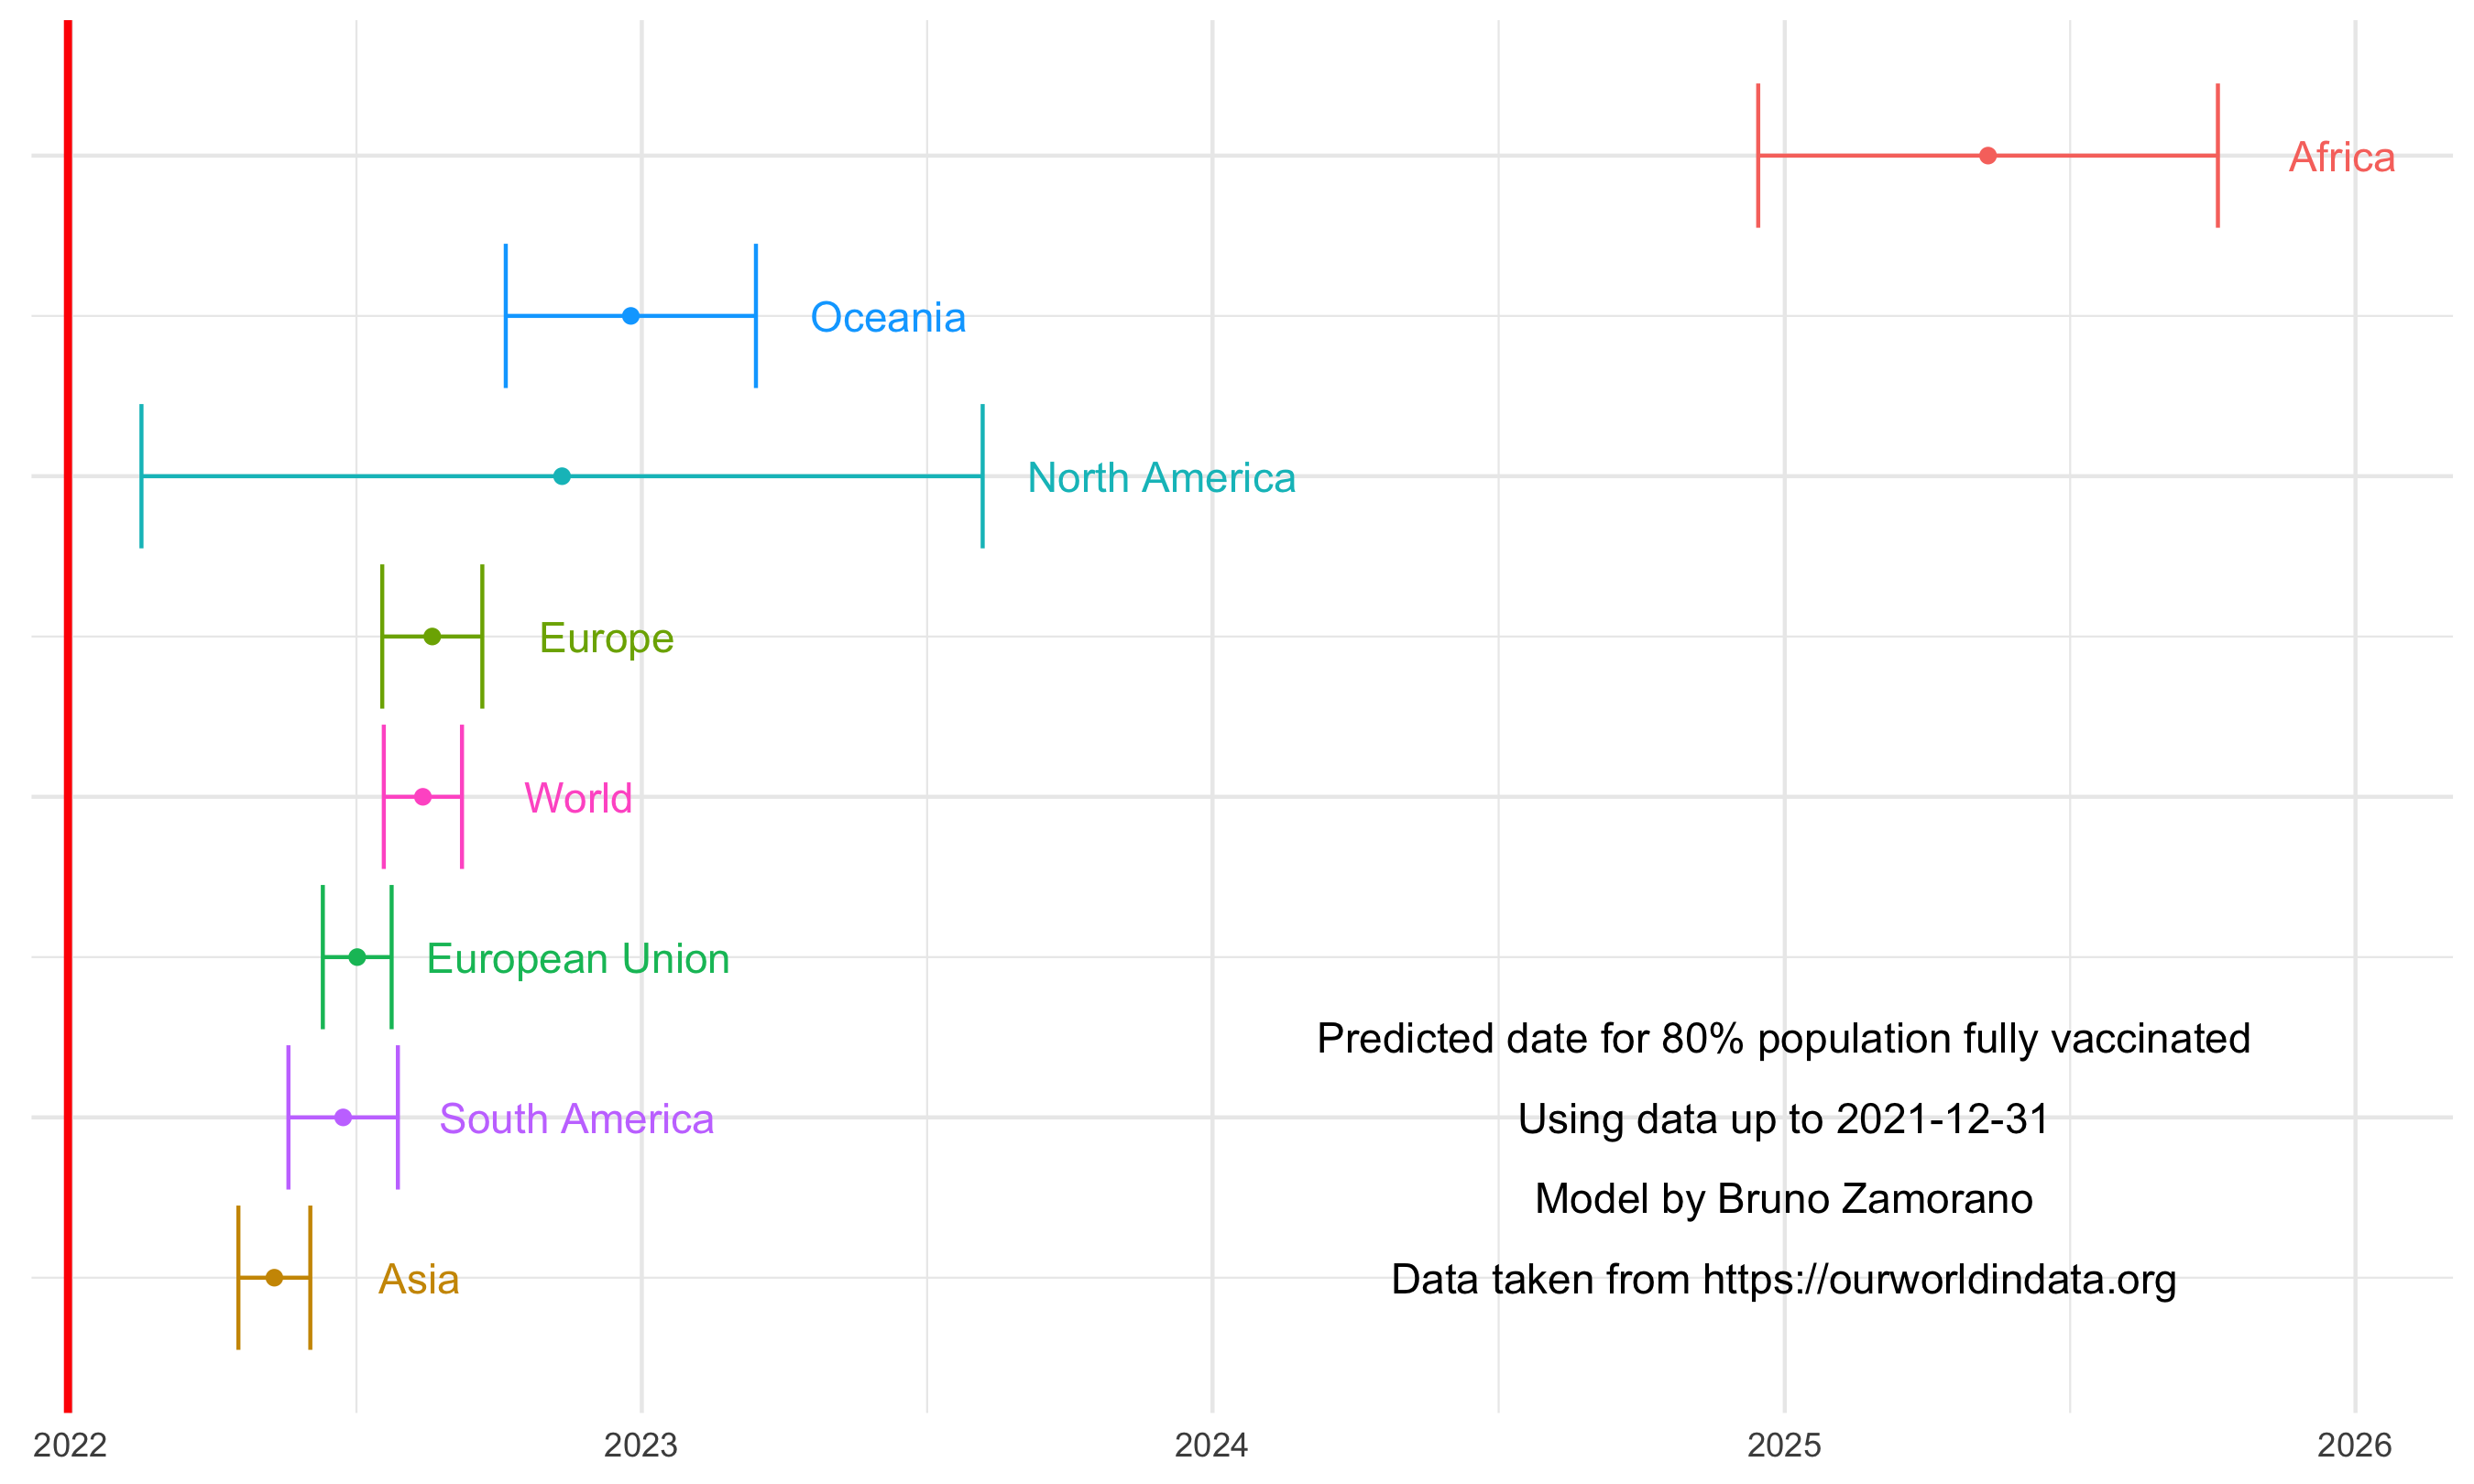 Africa
Oceania
North America
Europe
World
European Union
Predicted date for 80% population fully vaccinated
South America
Using data up to 2021-12-31
Model by Bruno Zamorano
Asia
Data taken from https://ourworldindata.org
2022 2023 2024 2025 2026